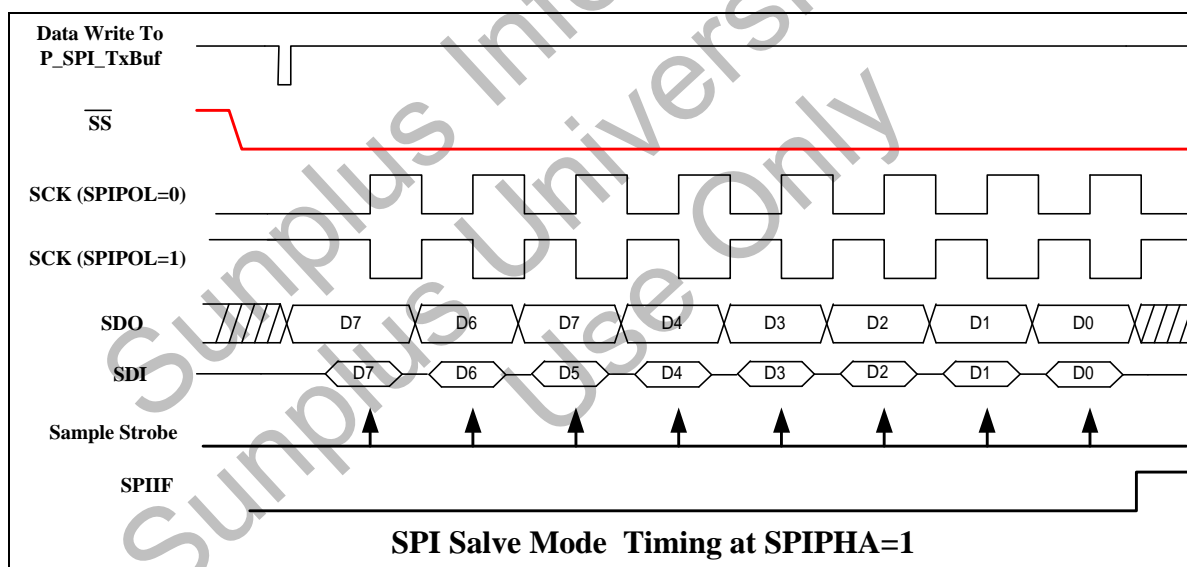 Data Write To
P_SPI_TxBuf
SS
SCK (SPIPOL=0)
SCK (SPIPOL=1)
SDO D7 D6 D7 D4 D3 D2 D1 D0
SDI D7 D6 D5 D4 D3 D2 D1 D0
Sample Strobe
SPIIF
SPI Salve Mode Timing at SPIPHA=1
Sunplus
Sunplus Univers
Use Only